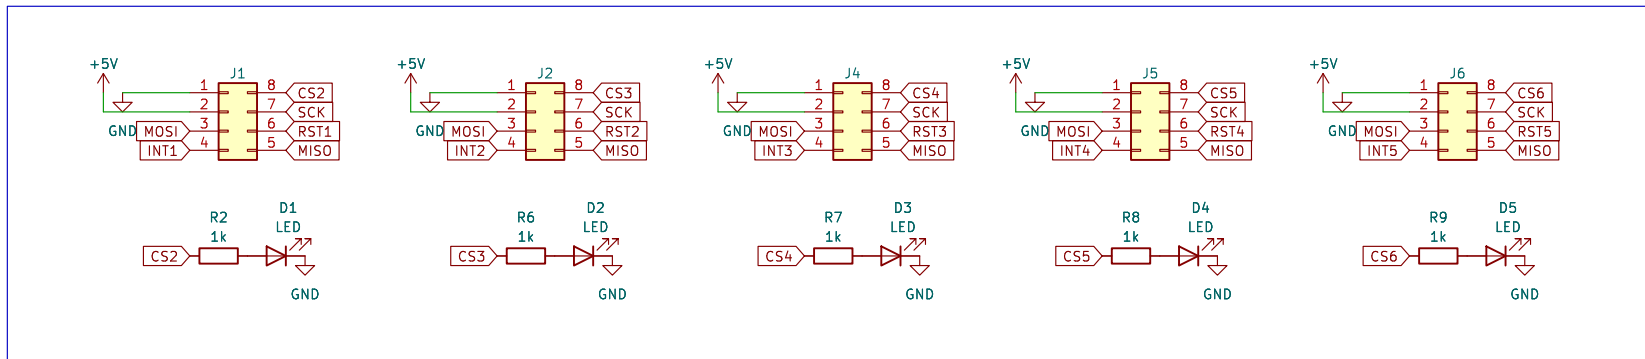 +5V J1 +5V J2 +5V J4 +5V J5 +5V J6
1 8 CS2 1 8 CS3 1 8 CS4 1 8 CS5 1 8 CS6
2 7 SCK 2 7 SCK 2 7 SCK 2 7 SCK 2 7 SCK
GND MOSI 3 6 RST1 GND MOSI 3 6 RST2 GND MOSI 3 6 RST3 GND MOSI 3 6 RST4 GND MOSI 3 6 RST5
INT1 4 5 MISO INT2 4 5 MISO INT3 4 5 MISO INT4 4 5 MISO INT5 4 5 MISO
R2 D1 R6 D2 R7 D3 R8 D4 R9 D5
1k LED 1k LED 1k LED 1k LED 1k LED
CS2 CS3 CS4 CS5 CS6
GND GND GND GND GND